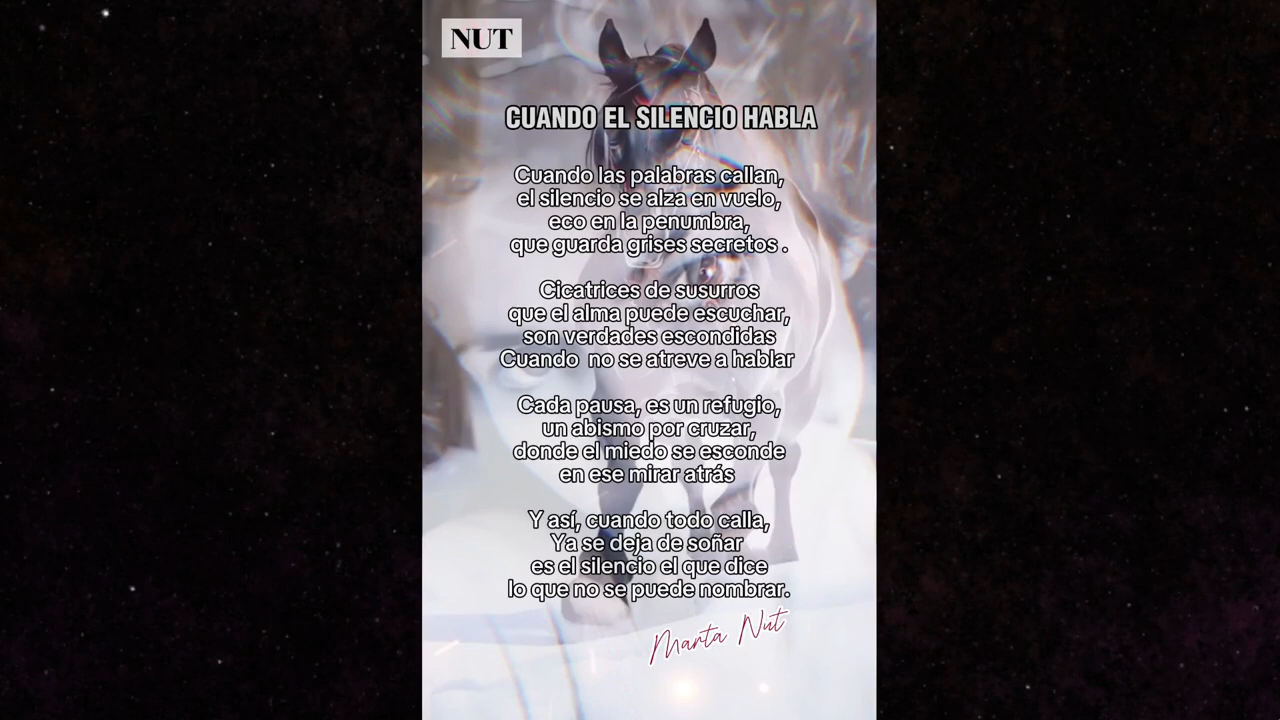 NUT
CUANDO EL SILENCIO HABLA
Cuando las palabras callan,
el silencio se alza en vuelo,
eco en la penumbra,
que guarda grises secretos .
Cicatrices de susurros
que el alma puede escuchar,
son verdades escondidas
Cuando  no se atreve a hablar
Cada pausa, es un refugio,
un abismo por cruzar,
donde el miedo se esconde
en ese mirar atrás
Y así, cuando todo calla,
Ya se deja de soñar
es el silencio el que dice
lo que no se puede nombrar.
Marta Nut